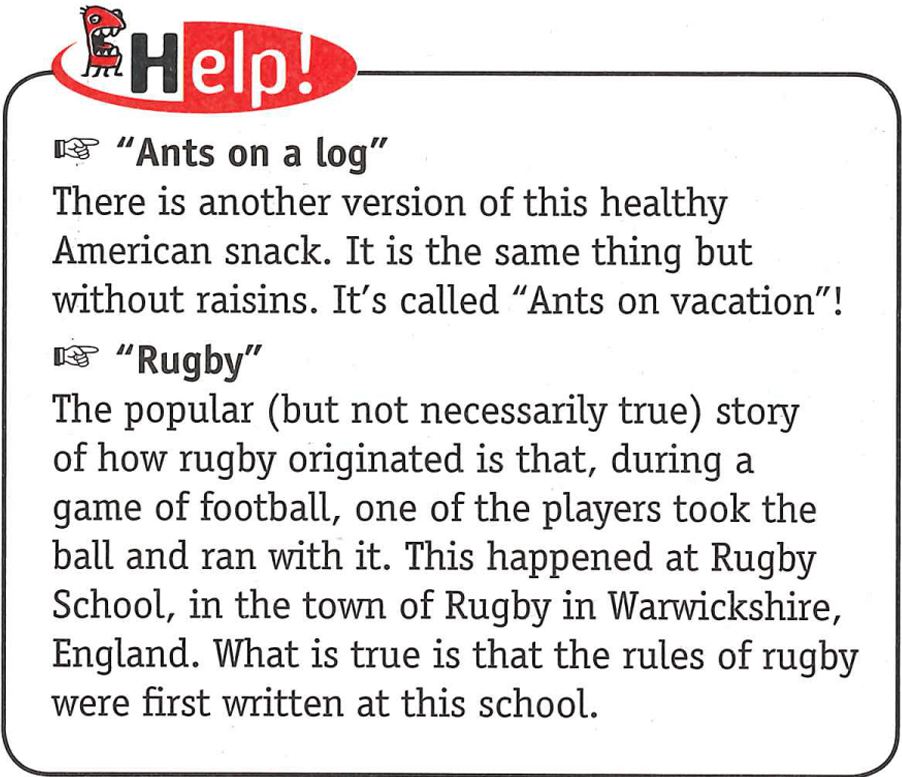 Help!
☞ “Ants on a log”
There is another version of this healthy
American snack. It is the same thing but
without raisins. It’s called “Ants on vacation”!
☞ “Rugby”
The popular (but not necessarily true) story
of how rugby originated is that, during a
game of football, one of the players took the
ball and ran with it. This happened at Rugby
School, in the town of Rugby in Warwickshire,
England. What is true is that the rules of rugby
were first written at this school.